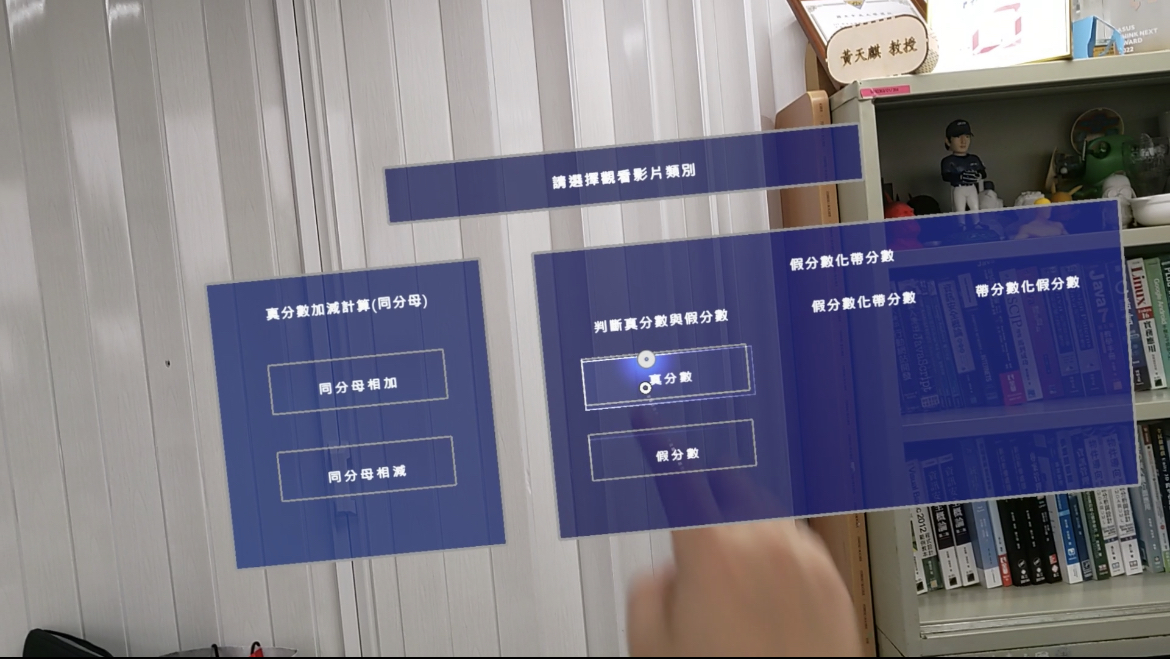 黃天麒 教授
請選擇觀看影片類別
真分數加減計算(同分母)
同分母相加
同分母相減
判斷真分數與假分數
真分數
假分數
假分數化帶分數
假分數化帶分數
帶分數化假分數
Linux
Java